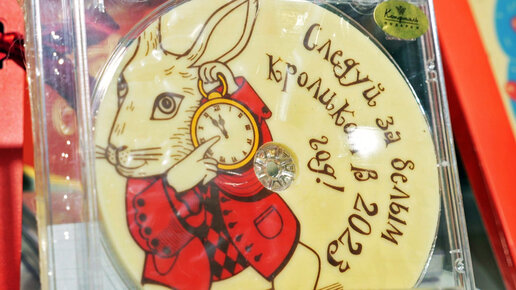 Следуй за белым
кроликом в 2023
год!